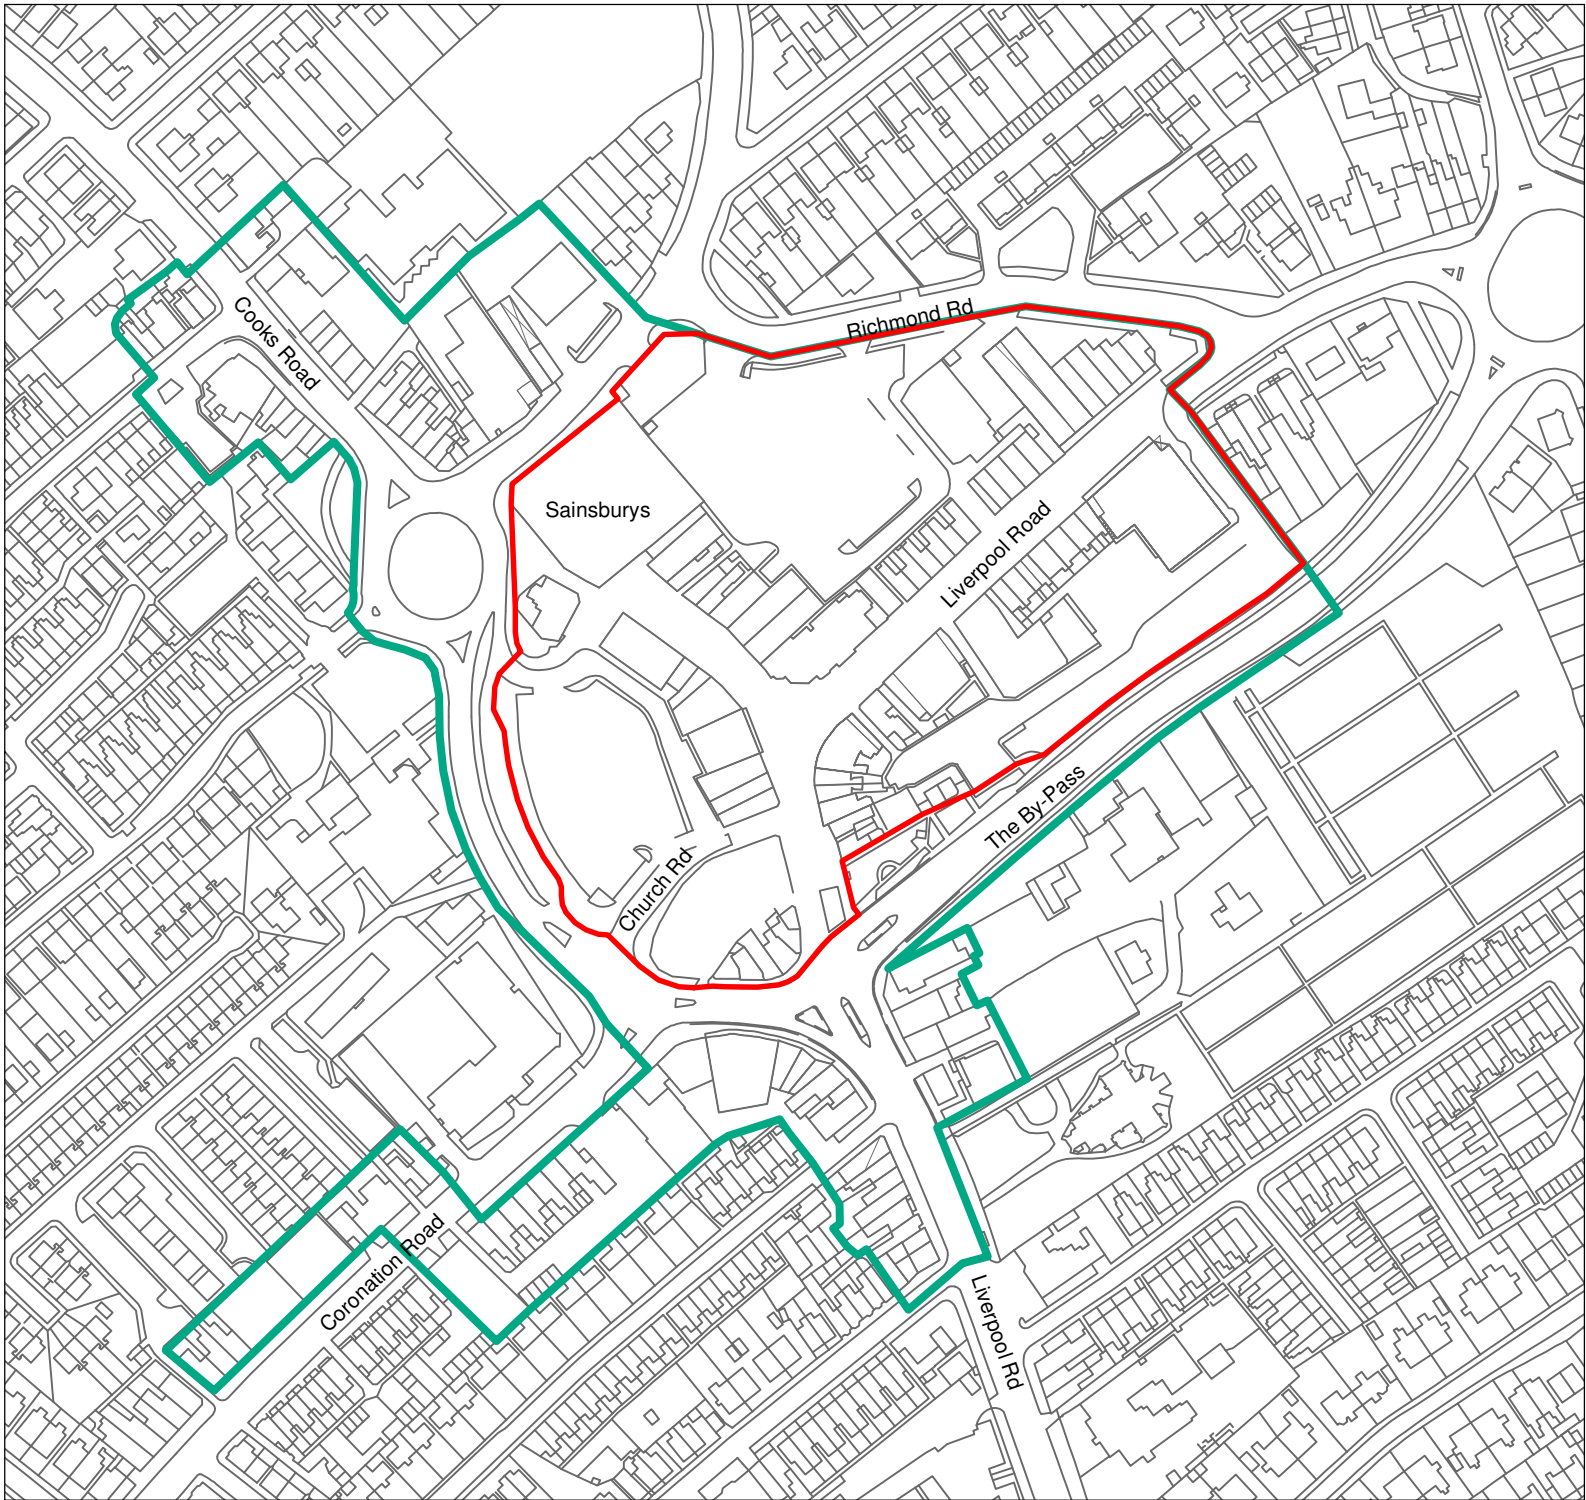 Richmond Rd
Cooks Road
Sainsburys
Liverpool Road
The By-Pass
Church Rd
Coronation Road
Liverpool Rd